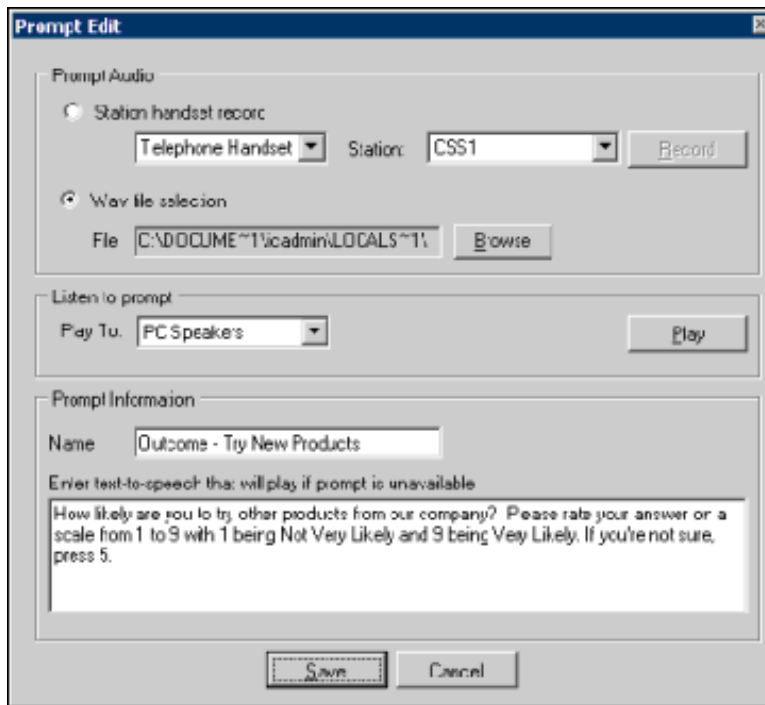 Prompt Edit
Prompt Audio
Station handset record
Telephone Handset Station: CSS1 Record
Wav file selection
File C:\DOCUME~1\icadmin\LOCALS~1\
Browse
Listen to prompt
Play To: PC Speakers Play
Prompt Information
Name Outcome - Try New Products
Enter text-to-speech that will play if prompt is unavailable
How likely are you to try other products from our company? Please rate your answer on a
scale from 1 to 9 with 1 being Not Very Likely and 9 being Very Likely. If you're not sure,
press 5.
Save Cancel